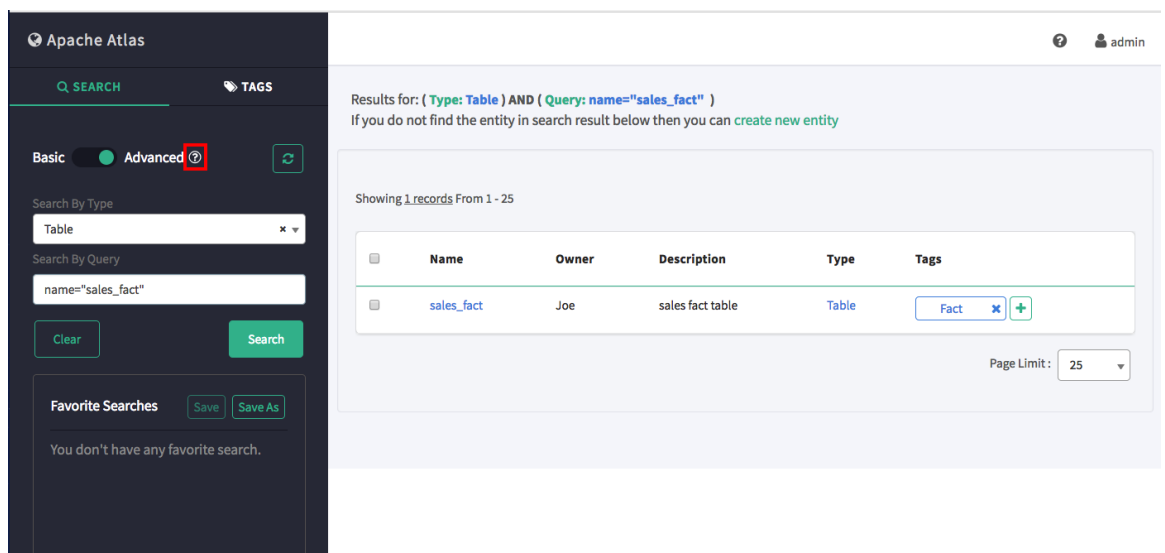 Apache Atlas
admin
SEARCH
TAGS
Results for: ( Type: Table ) AND ( Query: name="sales_fact" )
If you do not find the entity in search result below then you can create new entity
Basic Advanced
Search By Type
Table
Search By Query
name="sales_fact"
Clear
Search
Favorite Searches
Save
Save As
You don't have any favorite search.
Showing 1 records From 1 - 25
Name Owner Description Type Tags
sales_fact Joe sales fact table Table Fact
Page Limit : 25